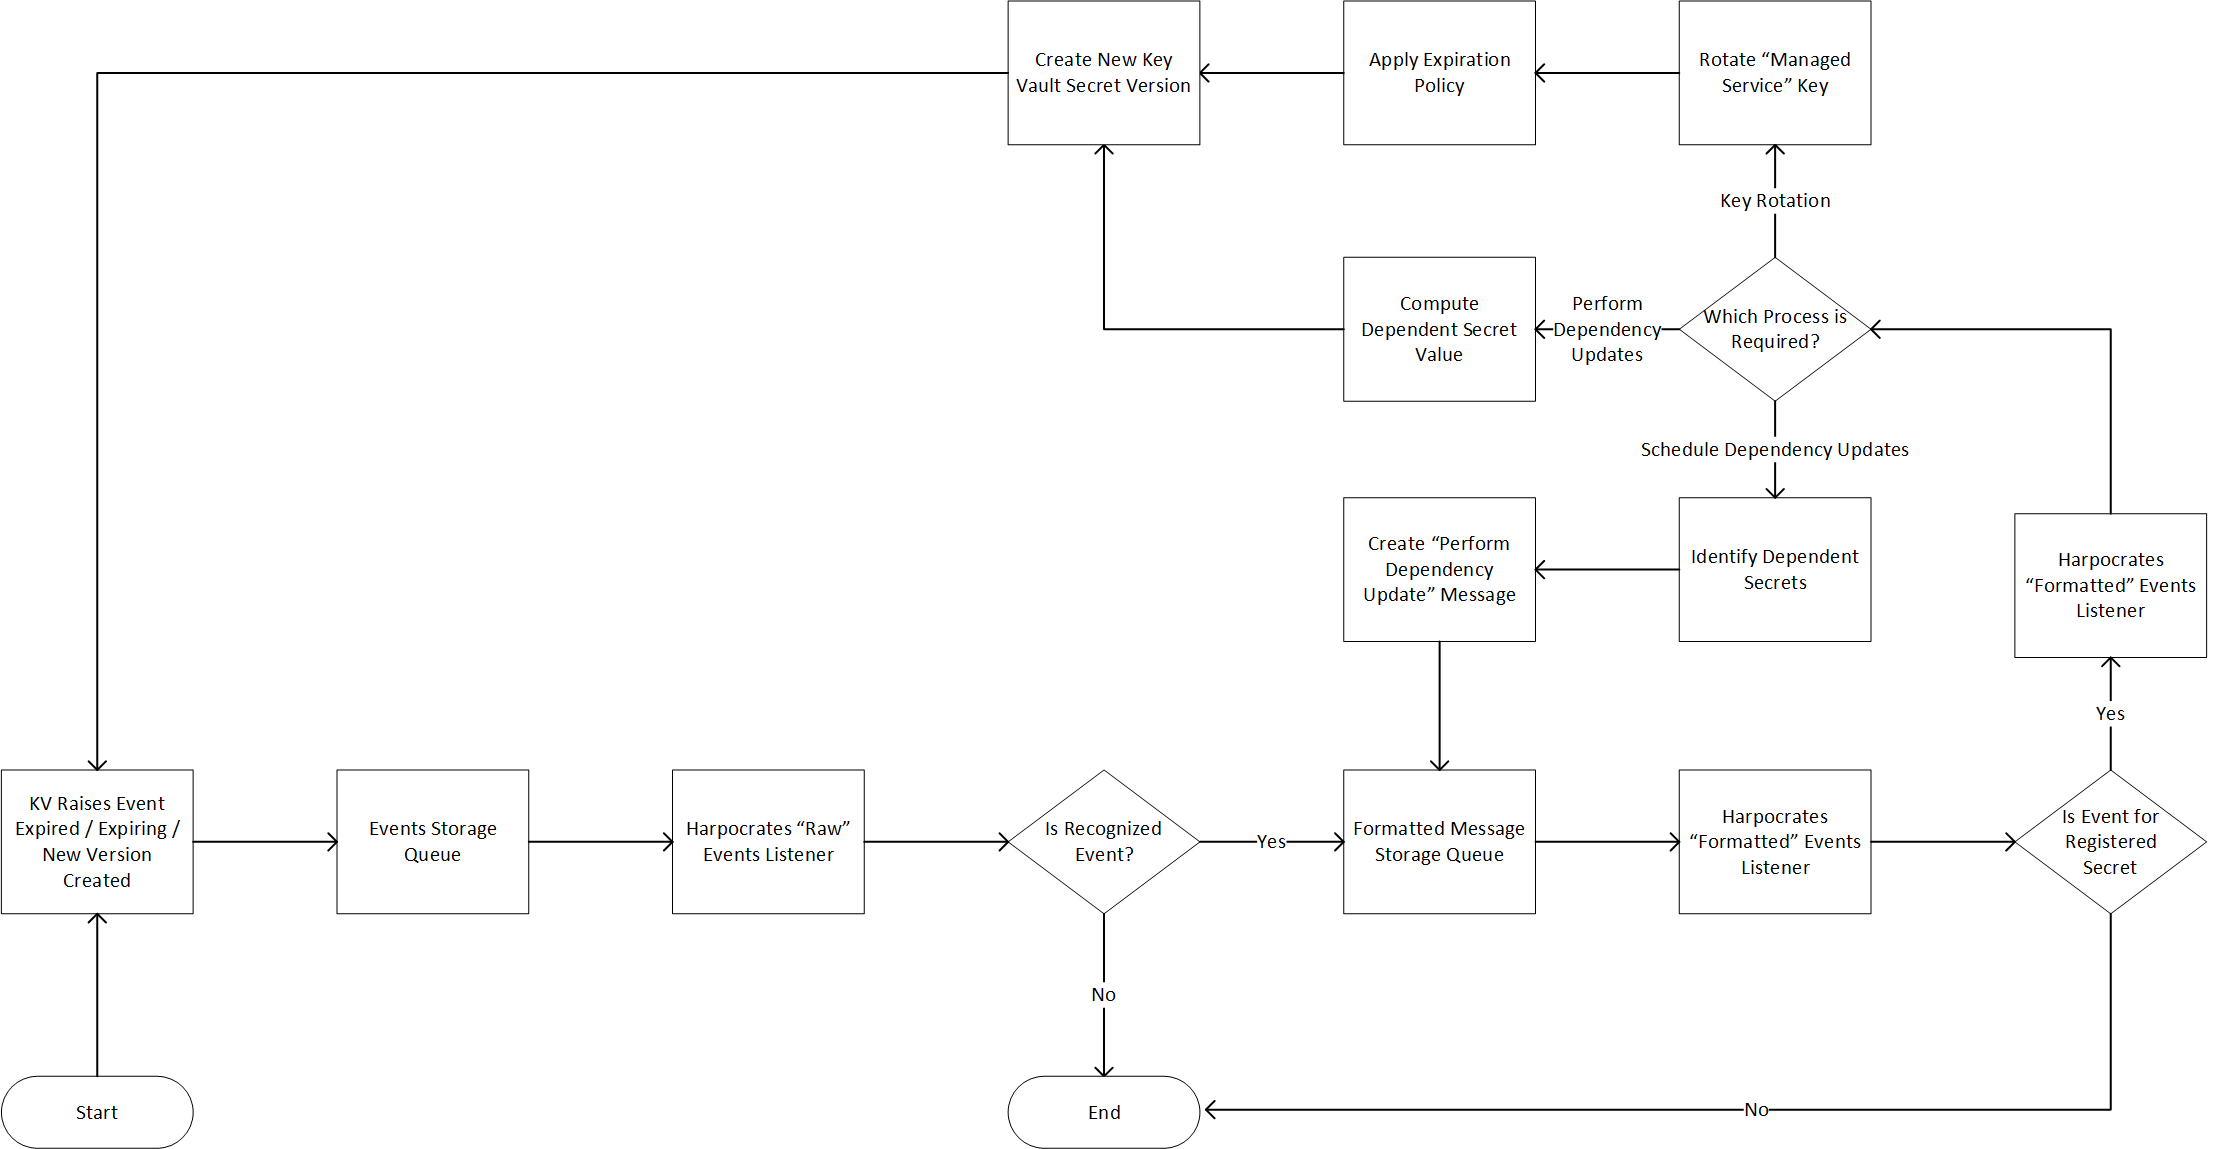 Create New Key
Vault Secret Version
Apply Expiration
Policy
Rotate “Managed
Service” Key
Key Rotation
Compute
Dependent Secret
Value
Perform
Dependency
Updates
Which Process is
Required?
Schedule Dependency Updates
Create “Perform
Dependency
Update” Message
Identify Dependent
Secrets
Harpocrates
“Formatted” Events
Listener
Yes
KV Raises Event
Expired / Expiring /
New Version
Created
Events Storage
Queue
Harpocrates “Raw”
Events Listener
Is Recognized
Event?
Yes
Formatted Message
Storage Queue
Harpocrates
“Formatted” Events
Listener
Is Event for
Registered
Secret
No
Start
End
No